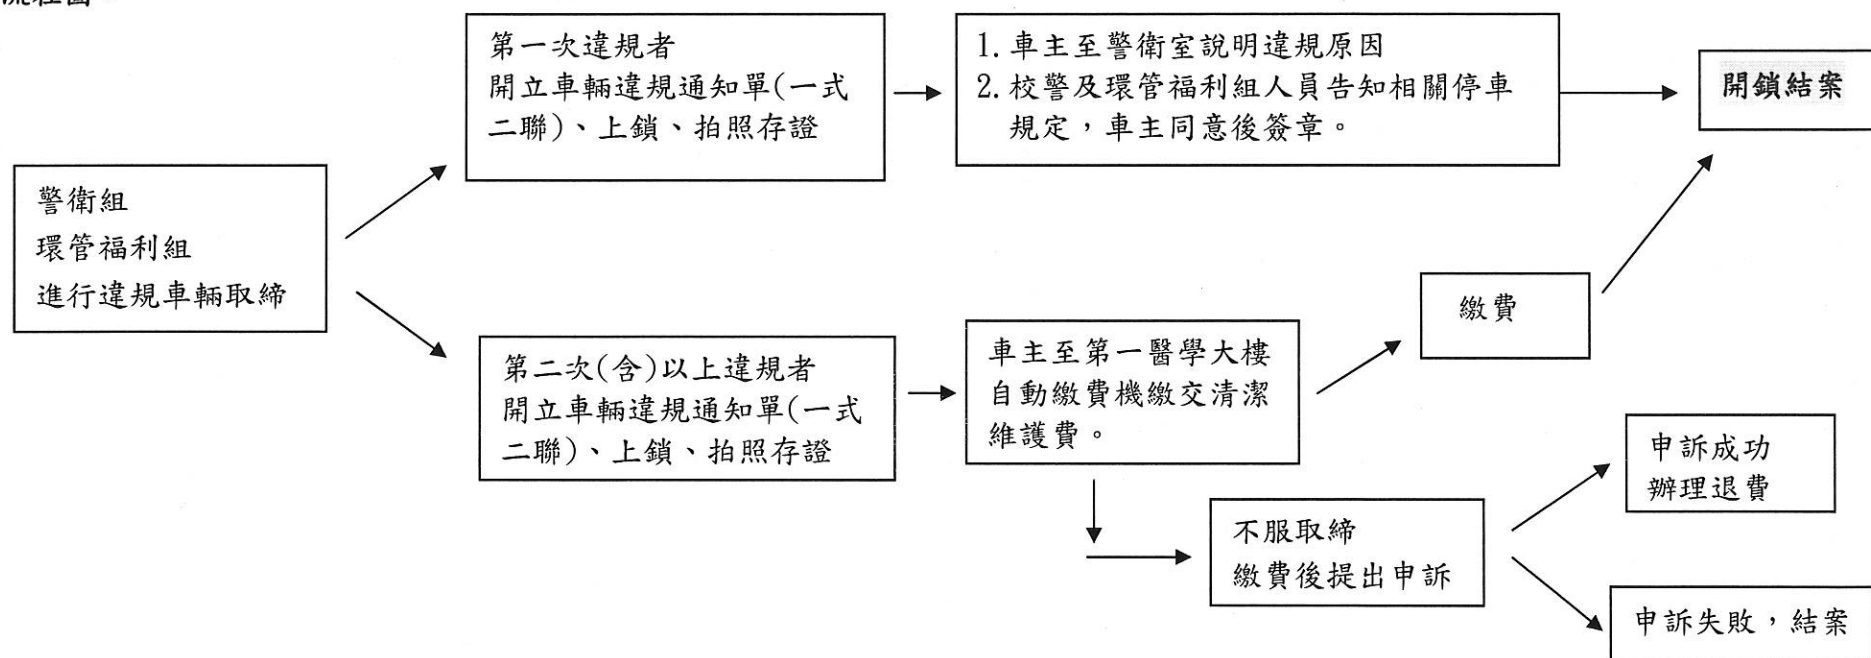 流程圖
警衛組
環管福利組
進行違規車輛取締
第一次違規者
開立車輛違規通知單(一式
二聯)、上鎖、拍照存證
1. 車主至警衛室說明違規原因
2. 校警及環管福利組人員告知相關停車
規定，車主同意後簽章。
開鎖結案
第二次(含)以上違規者
開立車輛違規通知單(一式
二聯)、上鎖、拍照存證
車主至第一醫學大樓
自動繳費機繳交清潔
維護費。
繳費
不服取締
繳費後提出申訴
申訴成功
辦理退費
申訴失敗，結案